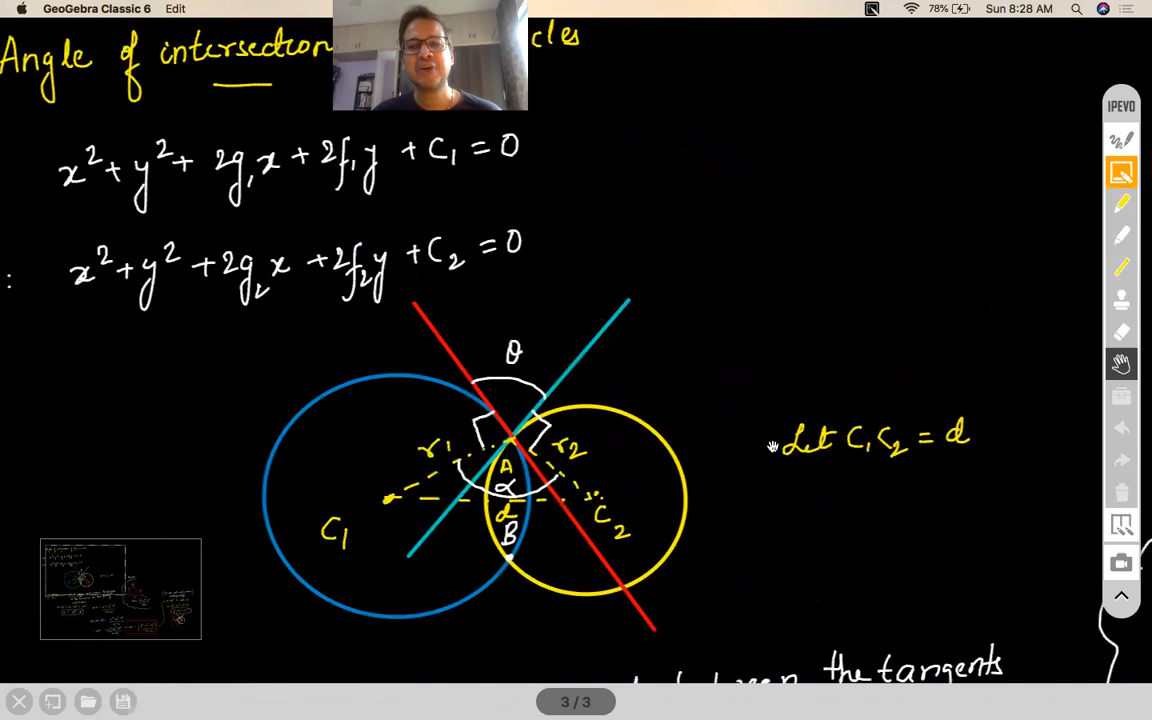 GeoGebra Classic 6 Edit 78% Sun 8:28 AM
Angle of intersection cles
IPEVO
x² + y² + 2g₁x + 2f₁y + C₁ = 0
: x² + y² + 2g₂x + 2f₂y + C₂ = 0
θ
r₁ r₂
Let C₁C₂ = d
A
α
d
C₁ B C₂
the tangents
3 / 3